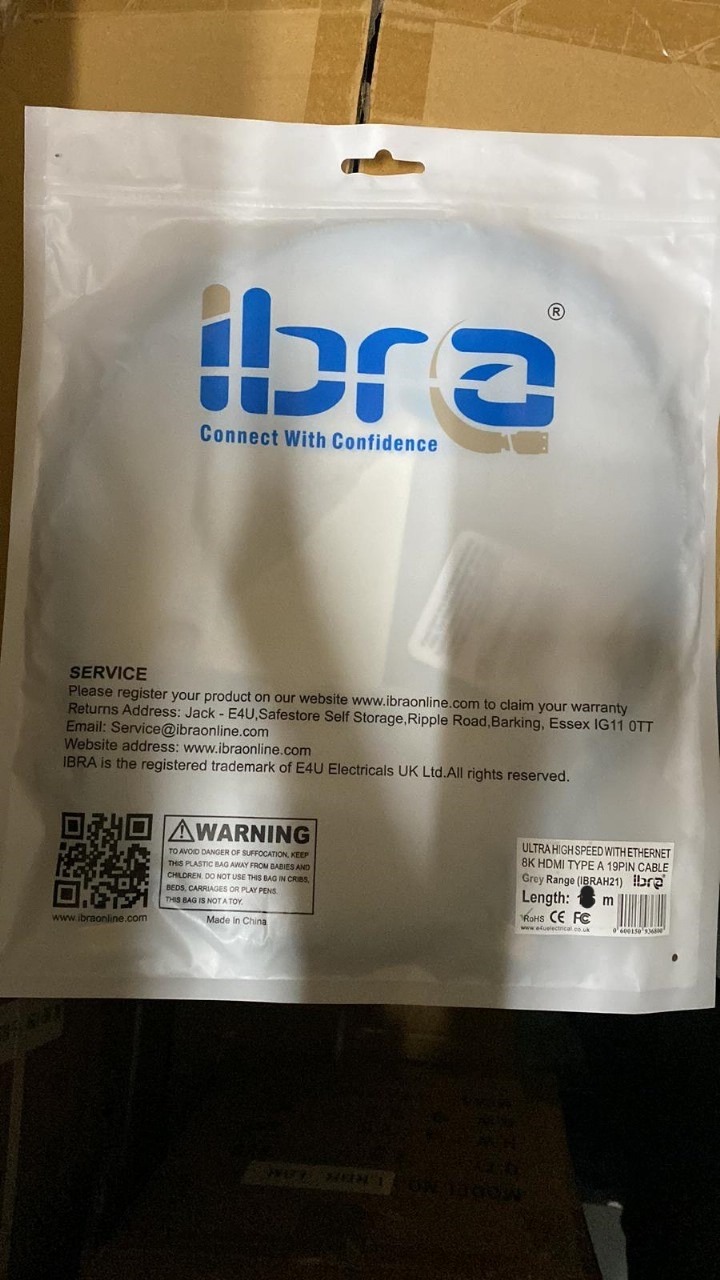 ibra®
Connect With Confidence
SERVICE
Please register your product on our website www.ibraonline.com to claim your warranty
Returns Address: Jack - E4U,Safestore Self Storage,Ripple Road,Barking, Essex IG11 0TT
Email: Service@ibraonline.com
Website address: www.ibraonline.com
IBRA is the registered trademark of E4U Electricals UK Ltd.All rights reserved.
WARNING
TO AVOID DANGER OF SUFFOCATION, KEEP
THIS PLASTIC BAG AWAY FROM BABIES AND
CHILDREN. DO NOT USE THIS BAG IN CRIBS,
BEDS, CARRIAGES OR PLAY PENS.
THIS BAG IS NOT A TOY.
www.ibraonline.com
Made in China
ULTRA HIGH SPEED WITH ETHERNET
8K HDMI TYPE A 19PIN CABLE
Grey Range (IBRAH21) ibra®
Length: m
RoHS CE FC
www.e4uelectrical.co.uk
MODEL NO